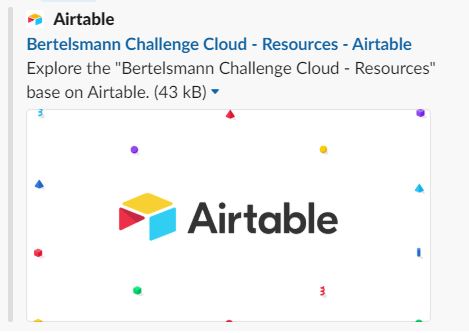 Airtable
Bertelsmann Challenge Cloud - Resources - Airtable
Explore the "Bertelsmann Challenge Cloud - Resources"
base on Airtable. (43 kB)
Airtable